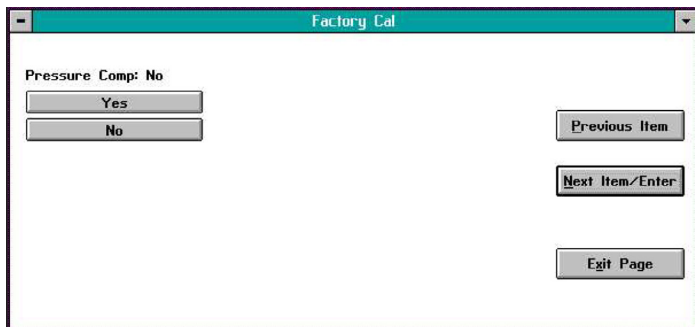 Factory Cal
Pressure Comp: No
Yes
No
Previous Item
Next Item/Enter
Exit Page